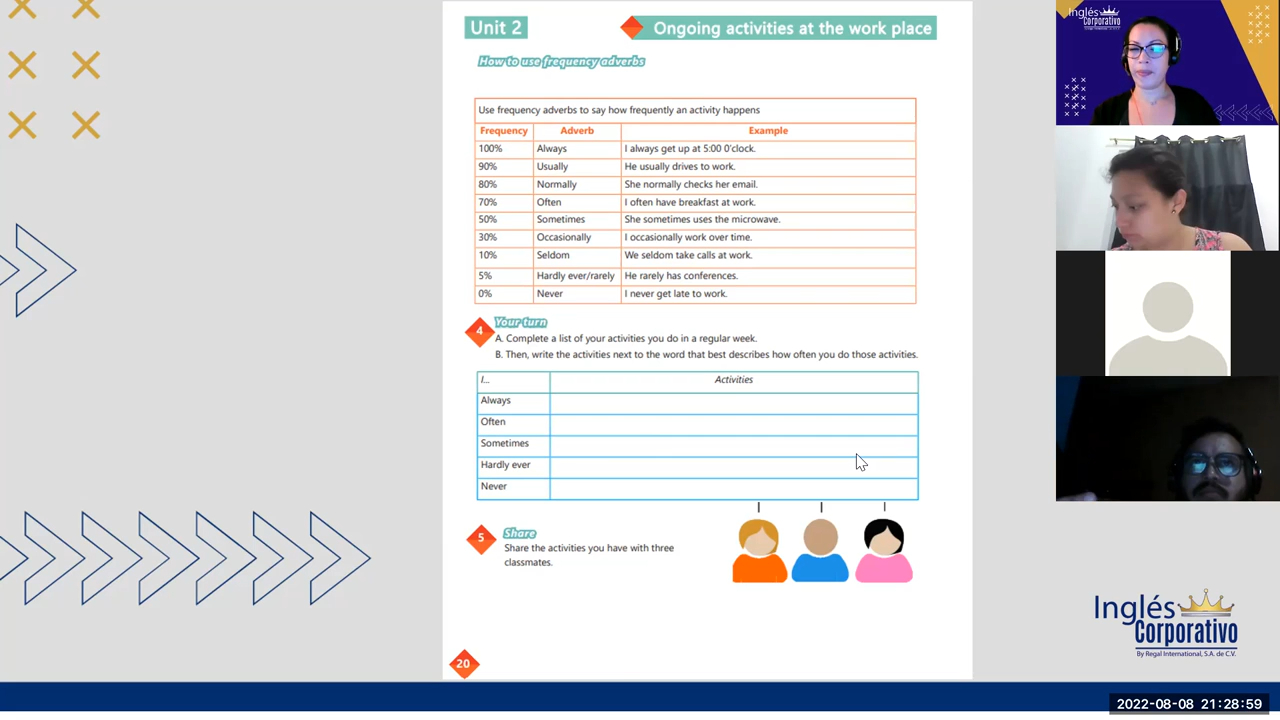 Unit 2
Ongoing activities at the work place
How to use frequency adverbs
Use frequency adverbs to say how frequently an activity happens
Frequency Adverb Example
100% Always I always get up at 5:00 0'clock.
90% Usually He usually drives to work.
80% Normally She normally checks her email.
70% Often I often have breakfast at work.
50% Sometimes She sometimes uses the microwave.
30% Occasionally I occasionally work over time.
10% Seldom We seldom take calls at work.
5% Hardly ever/rarely He rarely has conferences.
0% Never I never get late to work.
4 Your turn
A. Complete a list of your activities you do in a regular week.
B. Then, write the activities next to the word that best describes how often you do those activities.
I... Activities
Always
Often
Sometimes
Hardly ever
Never
5 Share
Share the activities you have with three
classmates.
20
Inglés
Corporativo
Inglés
Corporativo
By Regal International, S.A. de C.V.
2022-08-08 21:28:59